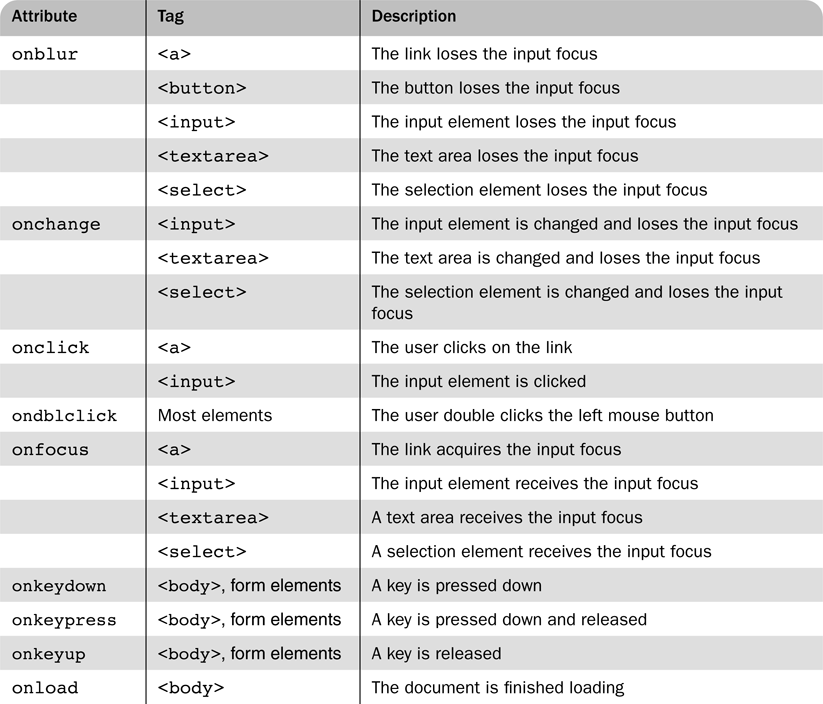 Attribute Tag Description
onblur <a> The link loses the input focus
<button> The button loses the input focus
<input> The input element loses the input focus
<textarea> The text area loses the input focus
<select> The selection element loses the input focus
onchange <input> The input element is changed and loses the input focus
<textarea> The text area is changed and loses the input focus
<select> The selection element is changed and loses the input
focus
onclick <a> The user clicks on the link
<input> The input element is clicked
ondblclick Most elements The user double clicks the left mouse button
onfocus <a> The link acquires the input focus
<input> The input element receives the input focus
<textarea> A text area receives the input focus
<select> A selection element receives the input focus
onkeydown <body>, form elements A key is pressed down
onkeypress <body>, form elements A key is pressed down and released
onkeyup <body>, form elements A key is released
onload <body> The document is finished loading